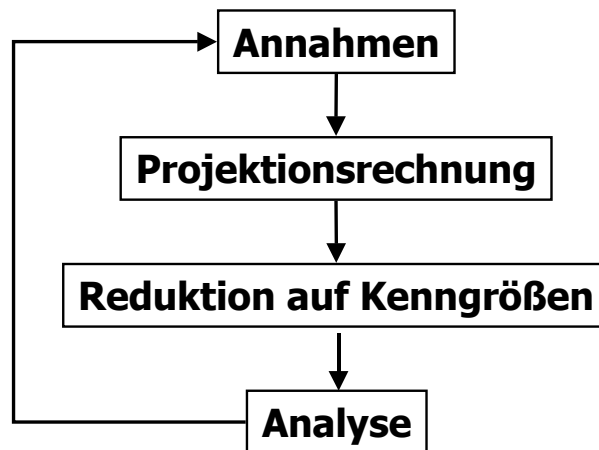 Annahmen
Projektionsrechnung
Reduktion auf Kenngrößen
Analyse